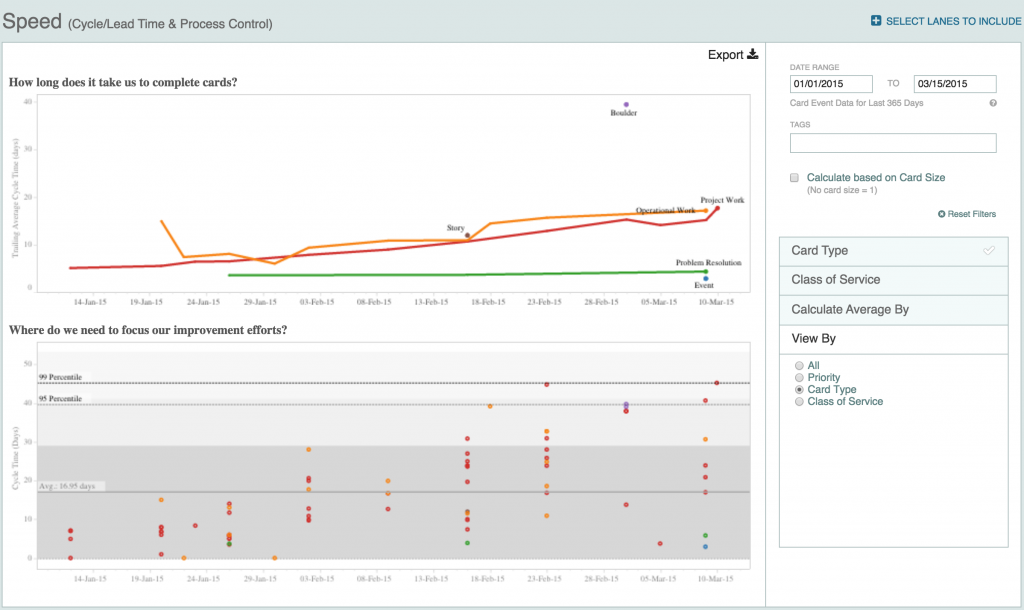 Speed (Cycle/Lead Time & Process Control)
SELECT LANES TO INCLUDE
Export
How long does it take us to complete cards?
Trailing Average Cycle Time (days)
40
30
20
10
0
Boulder
Story
Operational Work
Project Work
Problem Resolution
Event
14-Jan-15 19-Jan-15 24-Jan-15 29-Jan-15 03-Feb-15 08-Feb-15 13-Feb-15 18-Feb-15 23-Feb-15 28-Feb-15 05-Mar-15 10-Mar-15
Where do we need to focus our improvement efforts?
Cycle Time (Days)
50
99 Percentile
40
95 Percentile
30
20
Avg.: 16.95 days
10
0
14-Jan-15 19-Jan-15 24-Jan-15 29-Jan-15 03-Feb-15 08-Feb-15 13-Feb-15 18-Feb-15 23-Feb-15 28-Feb-15 05-Mar-15 10-Mar-15
DATE RANGE
01/01/2015 TO 03/15/2015
Card Event Data for Last 365 Days
TAGS
Calculate based on Card Size
(No card size = 1)
Reset Filters
Card Type
Class of Service
Calculate Average By
View By
All
Priority
Card Type
Class of Service